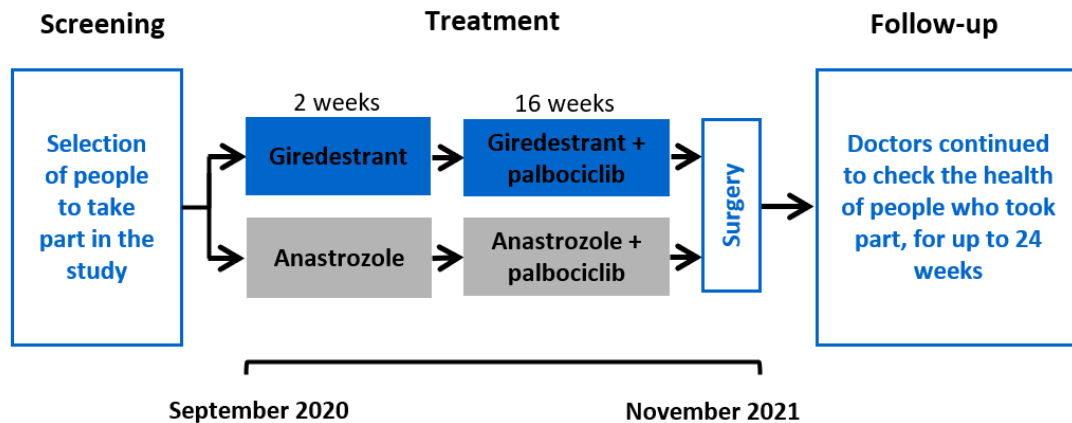 Screening
Treatment
Follow-up
Selection
of people
to take
part in the
study
2 weeks
16 weeks
Giredestrant
Giredestrant +
palbociclib
Anastrozole
Anastrozole +
palbociclib
Surgery
Doctors continued
to check the health
of people who took
part, for up to 24
weeks
September 2020
November 2021